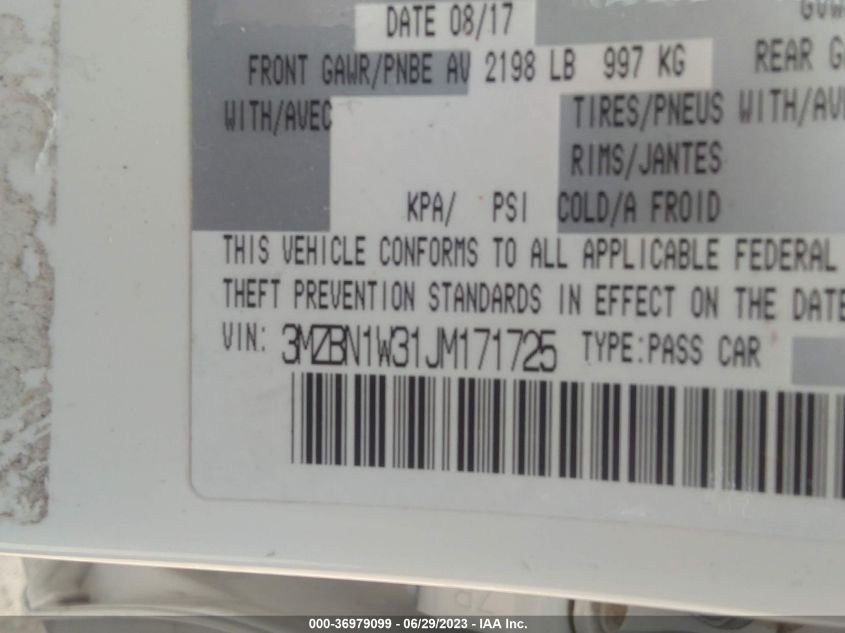 DATE 08/17
FRONT GAWR/PNBE AV 2198 LB 997 KG REAR
WITH/AVEC TIRES/PNEUS WITH/AVE
RIMS/JANTES
KPA/ PSI COLD/A FROID
THIS VEHICLE CONFORMS TO ALL APPLICABLE FEDERAL
THEFT PREVENTION STANDARDS IN EFFECT ON THE DATE
VIN: 3MZBN1W31JM171725 TYPE:PASS CAR
000-36979099 - 06/29/2023 - IAA Inc.